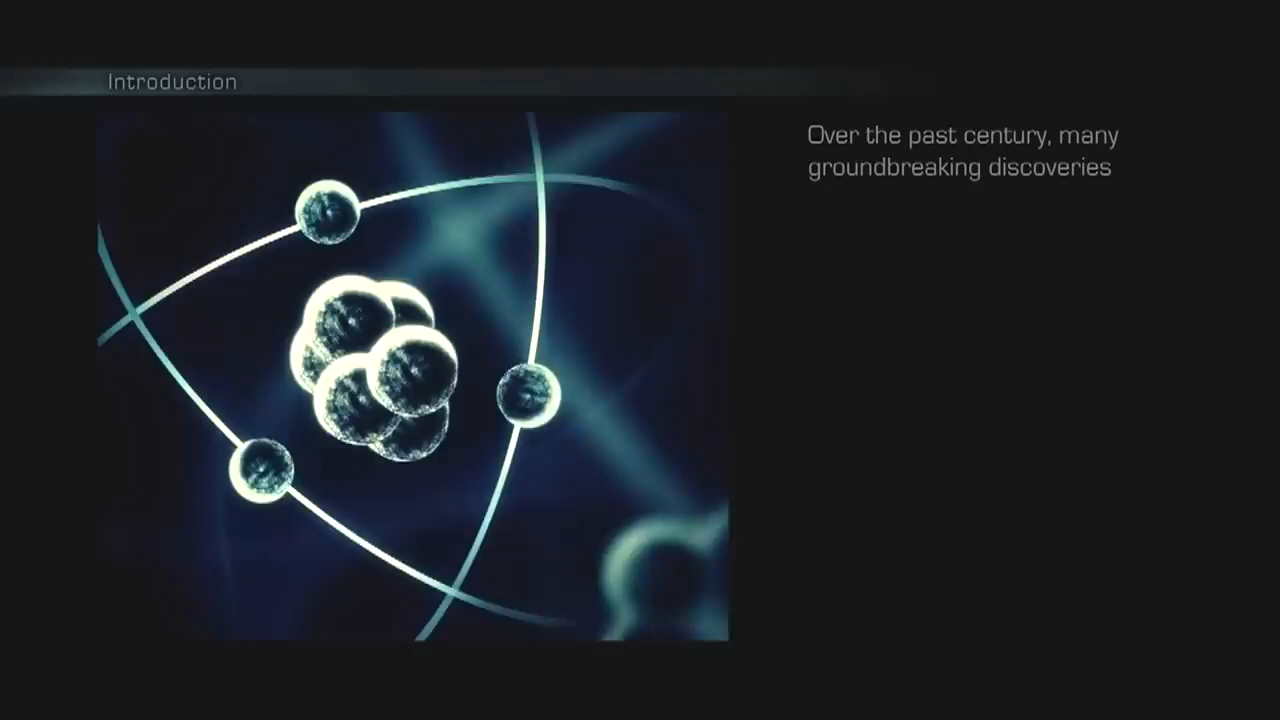 Introduction
Over the past century, many
groundbreaking discoveries